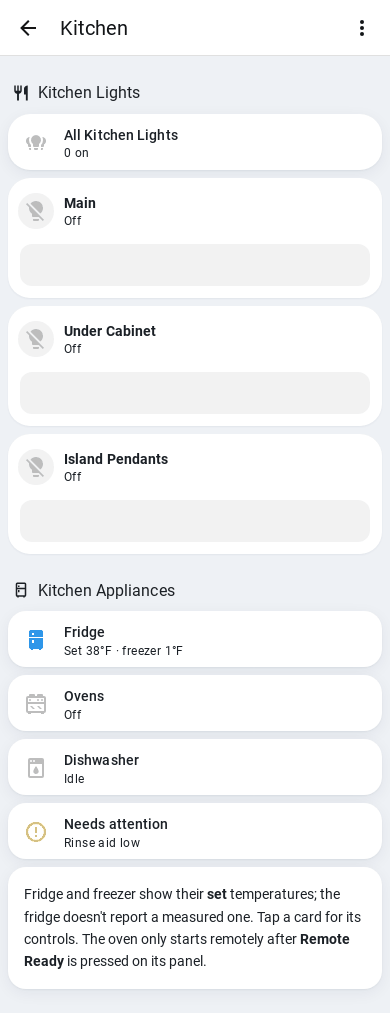 Kitchen
Kitchen Lights
All Kitchen Lights
0 on
Main
Off
Under Cabinet
Off
Island Pendants
Off
Kitchen Appliances
Fridge
Set 38°F · freezer 1°F
Ovens
Off
Dishwasher
Idle
Needs attention
Rinse aid low
Fridge and freezer show their set temperatures; the
fridge doesn't report a measured one. Tap a card for its
controls. The oven only starts remotely after Remote
Ready is pressed on its panel.